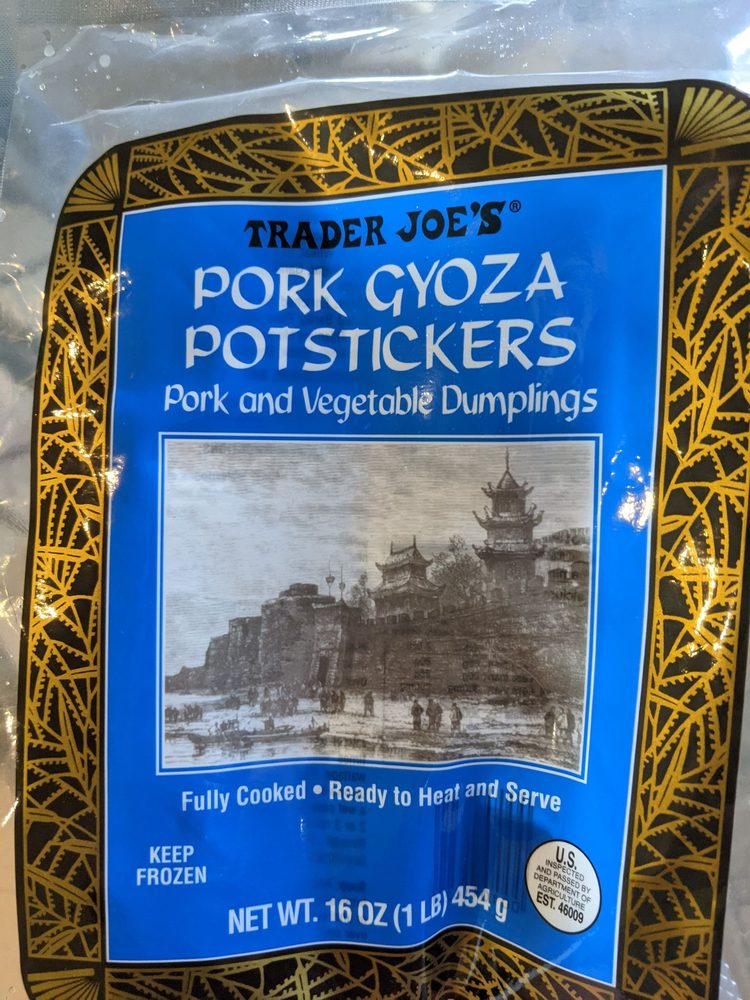 TRADER JOE'S®
PORK GYOZA
POTSTICKERS
Pork and Vegetable Dumplings
Fully Cooked • Ready to Heat and Serve
KEEP
FROZEN
NET WT. 16 OZ (1 LB) 454 g
U.S.
INSPECTED
AND PASSED BY
DEPARTMENT OF
AGRICULTURE
EST. 46009